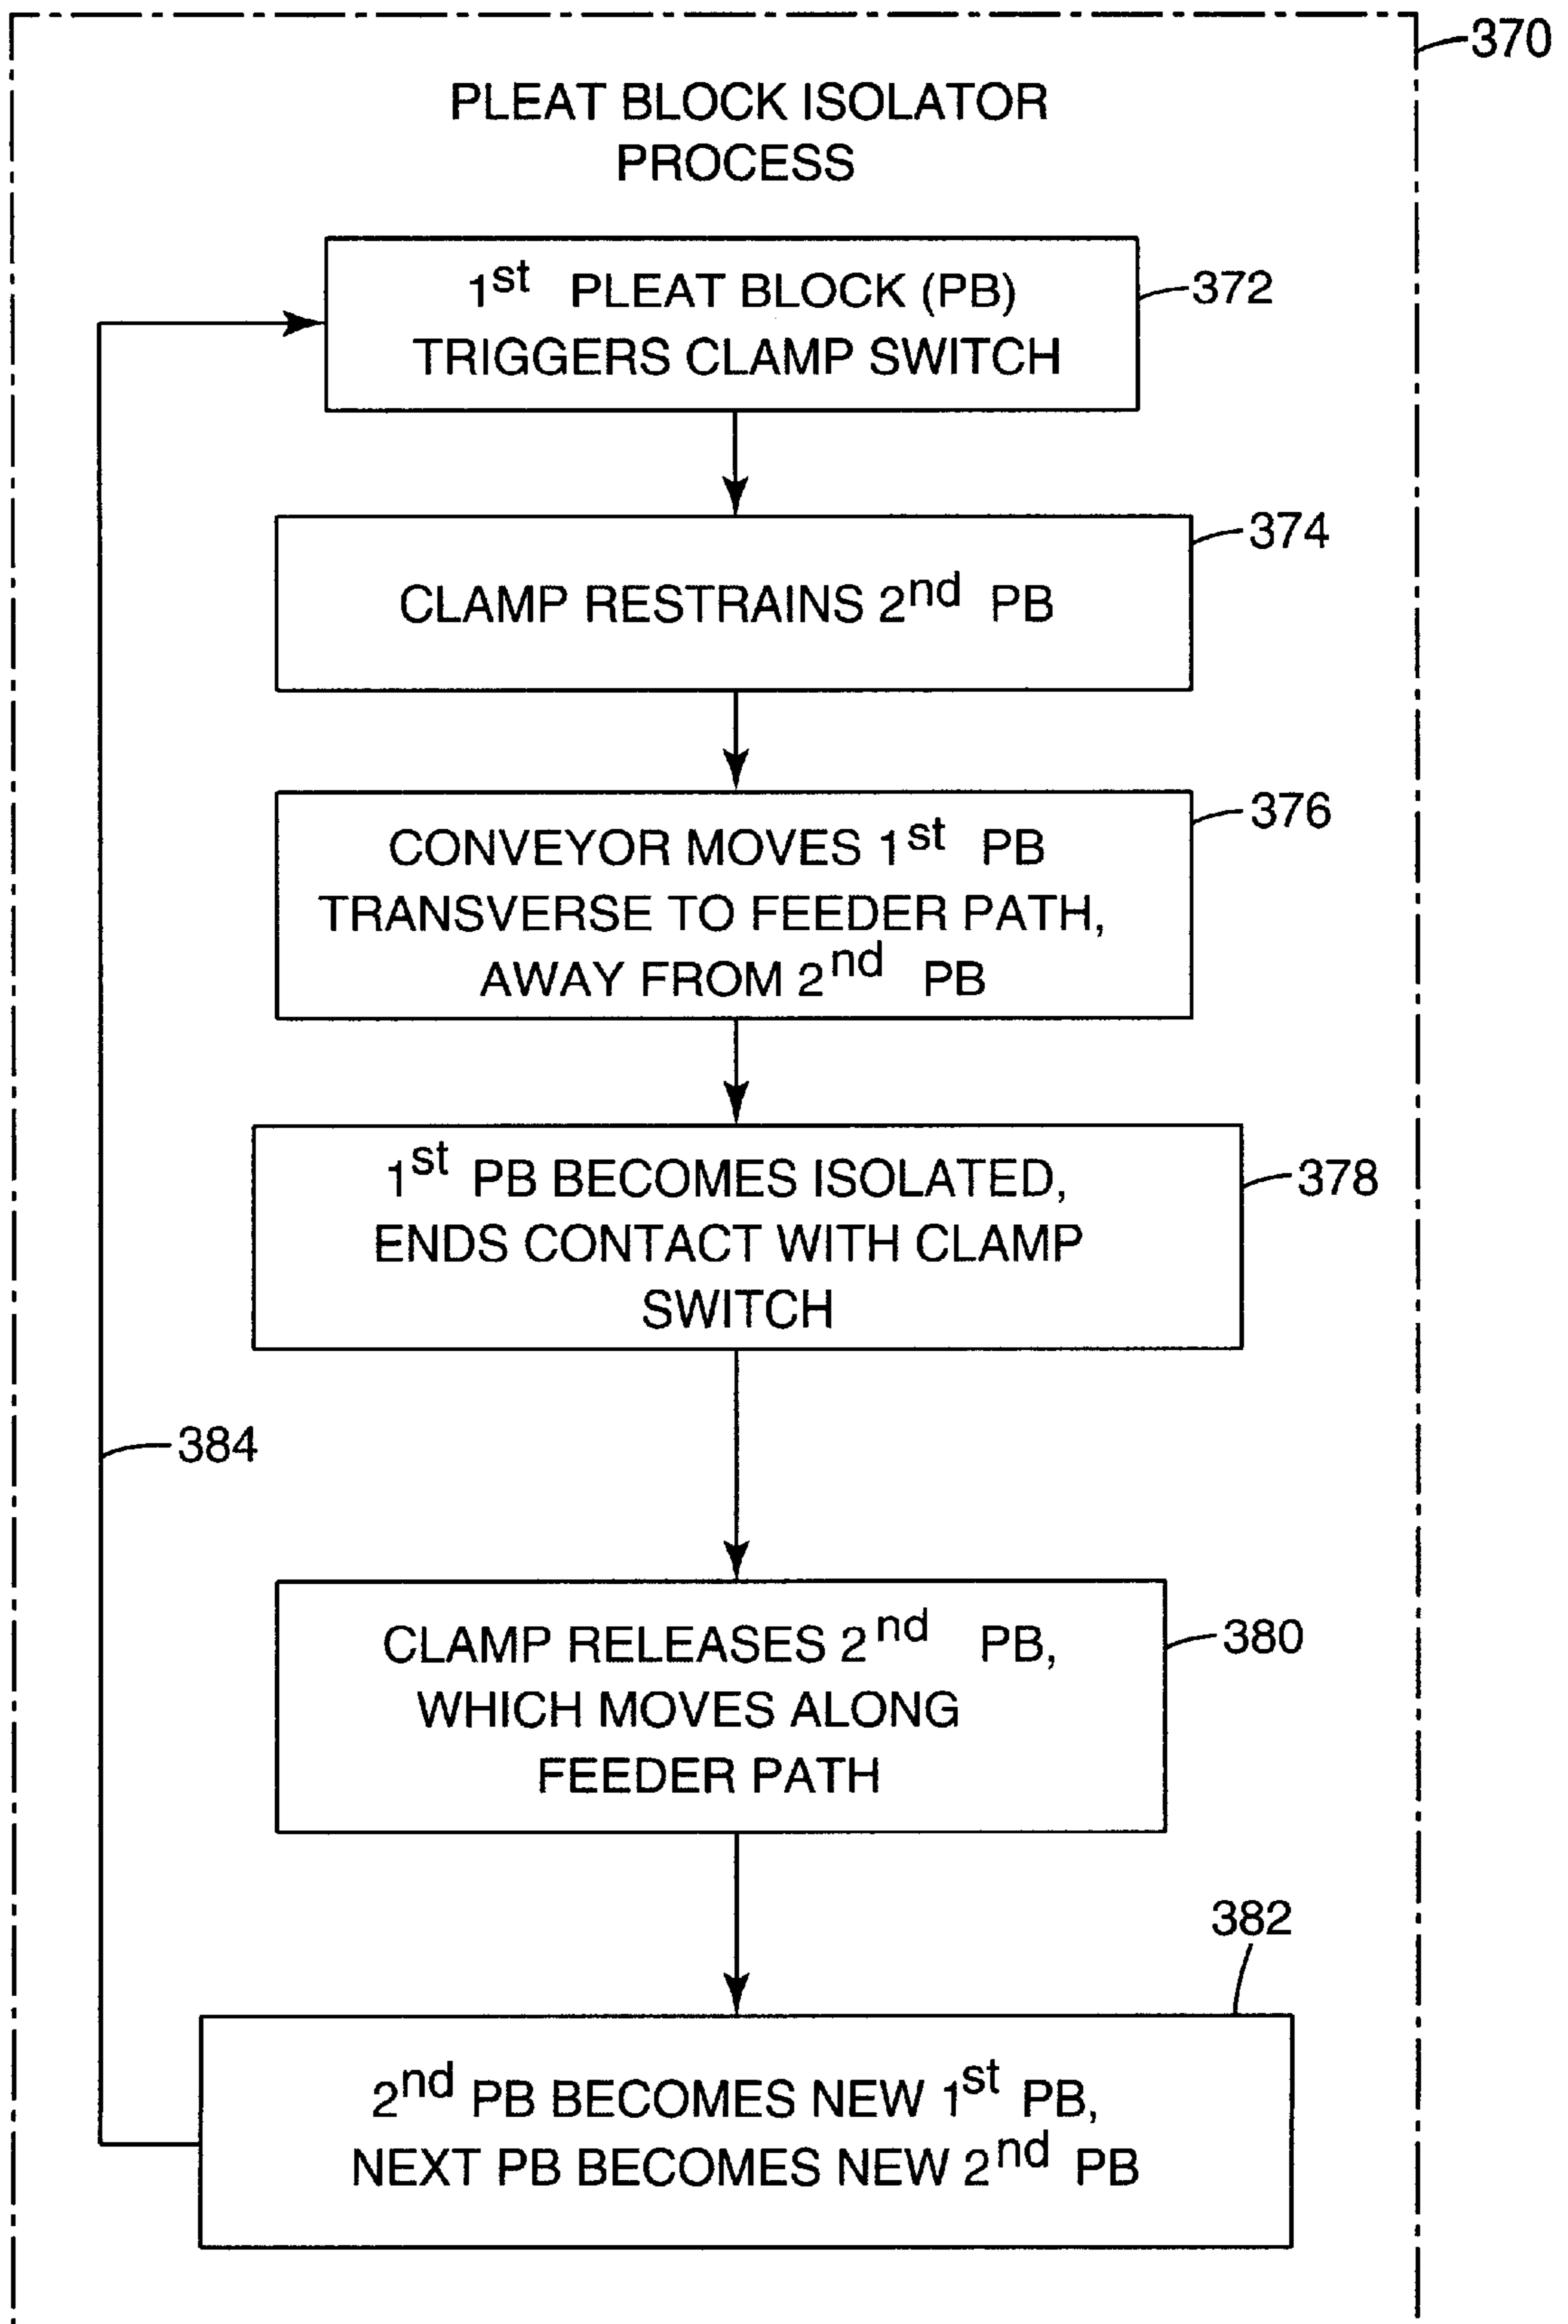 370
PLEAT BLOCK ISOLATOR
PROCESS
1st PLEAT BLOCK (PB)
TRIGGERS CLAMP SWITCH
372
374
CLAMP RESTRAINS 2nd PB
376
CONVEYOR MOVES 1st PB
TRANSVERSE TO FEEDER PATH,
AWAY FROM 2nd PB
1st PB BECOMES ISOLATED,
ENDS CONTACT WITH CLAMP
SWITCH
378
384
CLAMP RELEASES 2nd PB,
WHICH MOVES ALONG
FEEDER PATH
380
382
2nd PB BECOMES NEW 1st PB,
NEXT PB BECOMES NEW 2nd PB